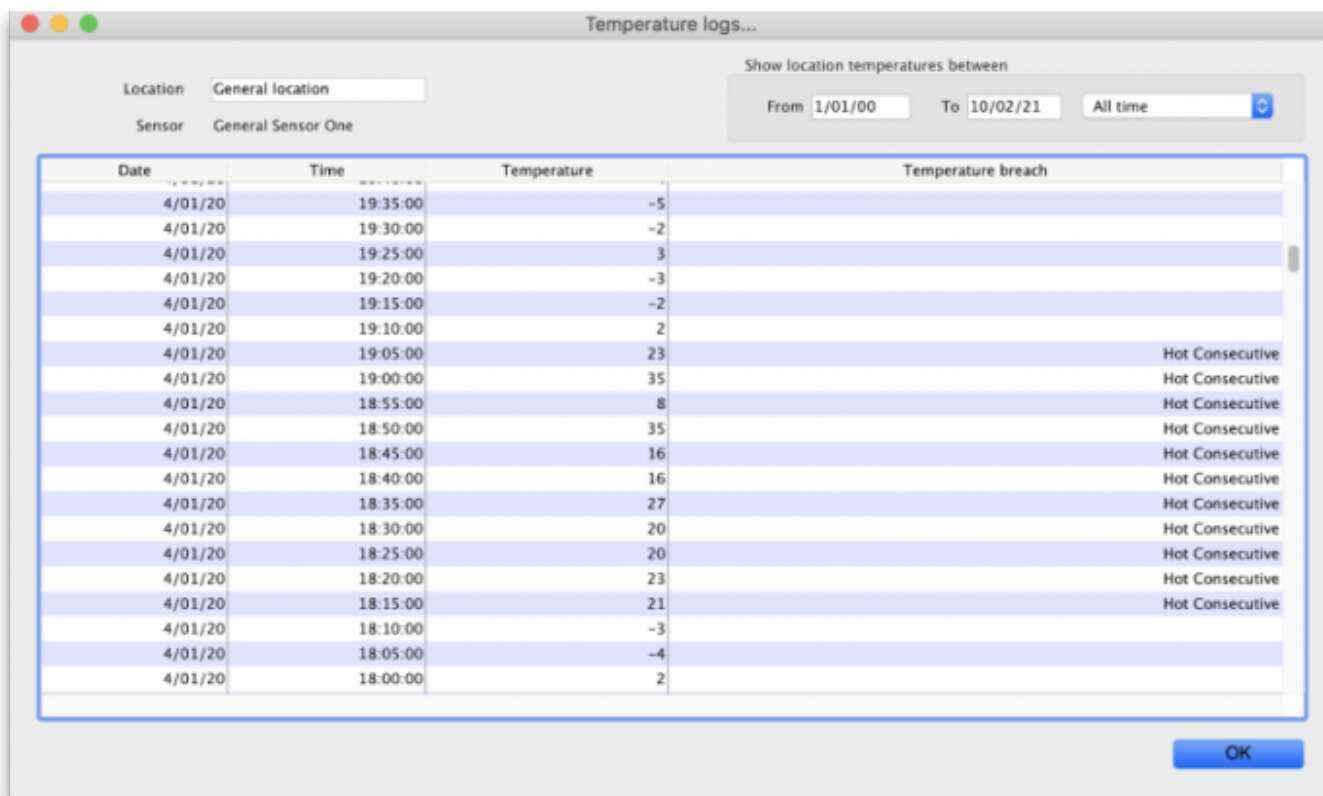 Temperature logs...
Show location temperatures between
Location General location
From 1/01/00 To 10/02/21 All time
Sensor General Sensor One
Date Time Temperature Temperature breach
4/01/20 19:35:00 -5
4/01/20 19:30:00 -2
4/01/20 19:25:00 3
4/01/20 19:20:00 -3
4/01/20 19:15:00 -2
4/01/20 19:10:00 2
4/01/20 19:05:00 23 Hot Consecutive
4/01/20 19:00:00 35 Hot Consecutive
4/01/20 18:55:00 8 Hot Consecutive
4/01/20 18:50:00 35 Hot Consecutive
4/01/20 18:45:00 16 Hot Consecutive
4/01/20 18:40:00 16 Hot Consecutive
4/01/20 18:35:00 27 Hot Consecutive
4/01/20 18:30:00 20 Hot Consecutive
4/01/20 18:25:00 20 Hot Consecutive
4/01/20 18:20:00 23 Hot Consecutive
4/01/20 18:15:00 21 Hot Consecutive
4/01/20 18:10:00 -3
4/01/20 18:05:00 -4
4/01/20 18:00:00 2
OK